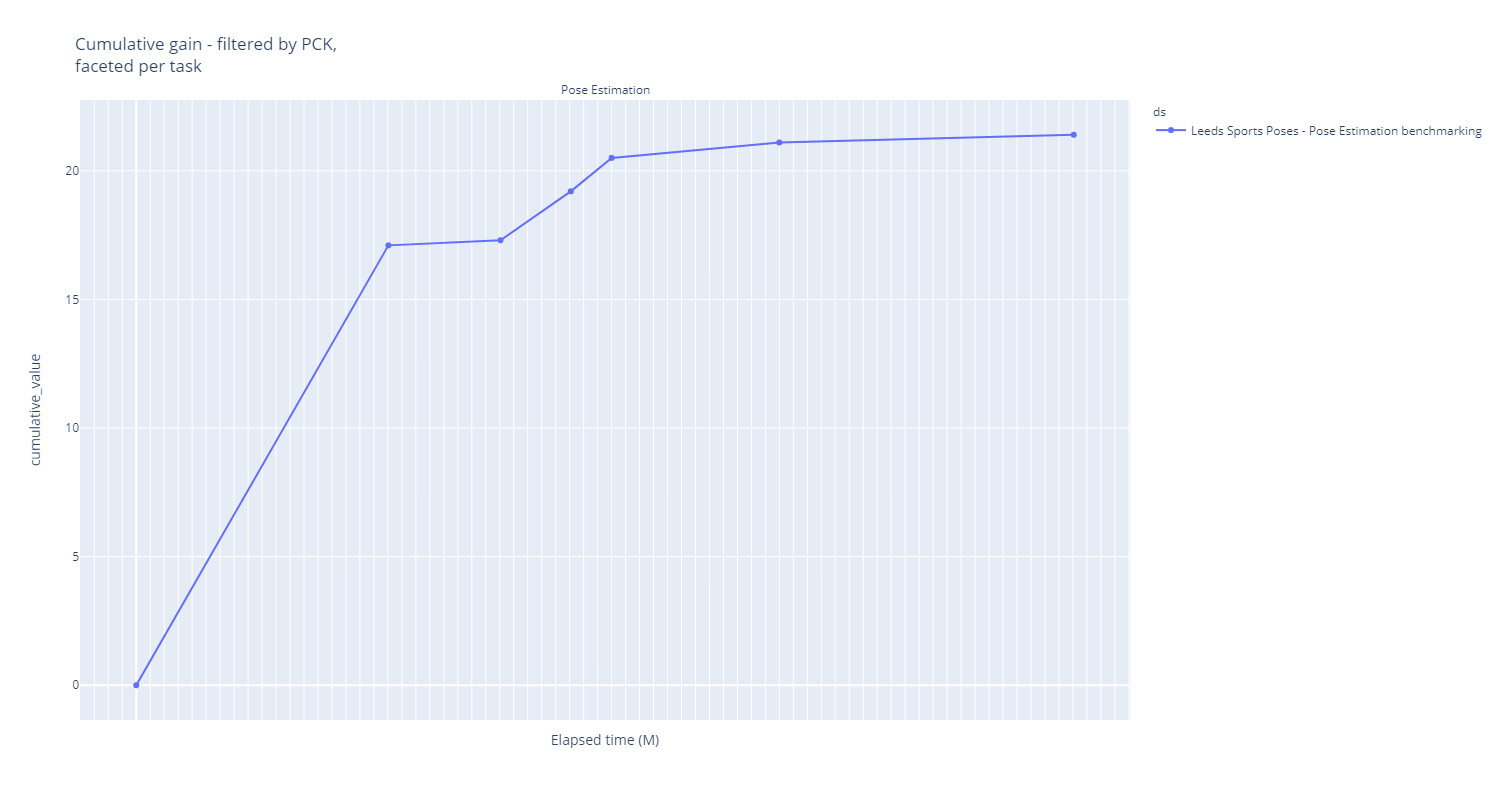 Cumulative gain - filtered by PCK,
faceted per task
Pose Estimation
ds
Leeds Sports Poses - Pose Estimation benchmarking
20
15
10
5
0
cumulative_value
Elapsed time (M)